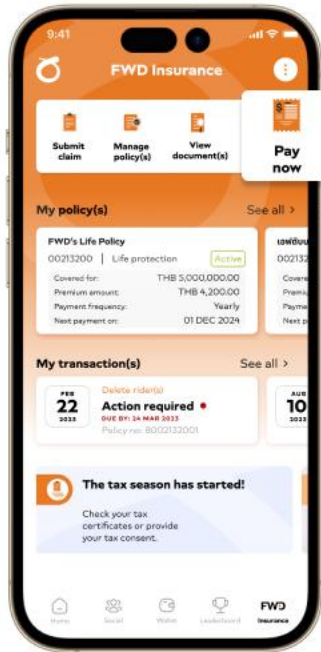 9:41
FWD Insurance
Submit claim
Manage policy(s)
View document(s)
Pay now
My policy(s)
See all >
FWD's Life Policy
00213200 | Life protection
Active
Covered for: THB 5,000,000.00
Premium amount: THB 4,200.00
Payment frequency: Yearly
Next payment on: 01 DEC 2024
002132
Covere
Premiu
Payme
Next p
My transaction(s)
See all >
FEB
22
2023
Delete rider(s)
Action required
DUE BY: 24 MAR 2023
Policy no: 8002132001
AUG
10
2023
The tax season has started!
Check your tax
certificates or provide
your tax consent.
Home
Social
Wallet
Leaderboard
FWD
Insurance